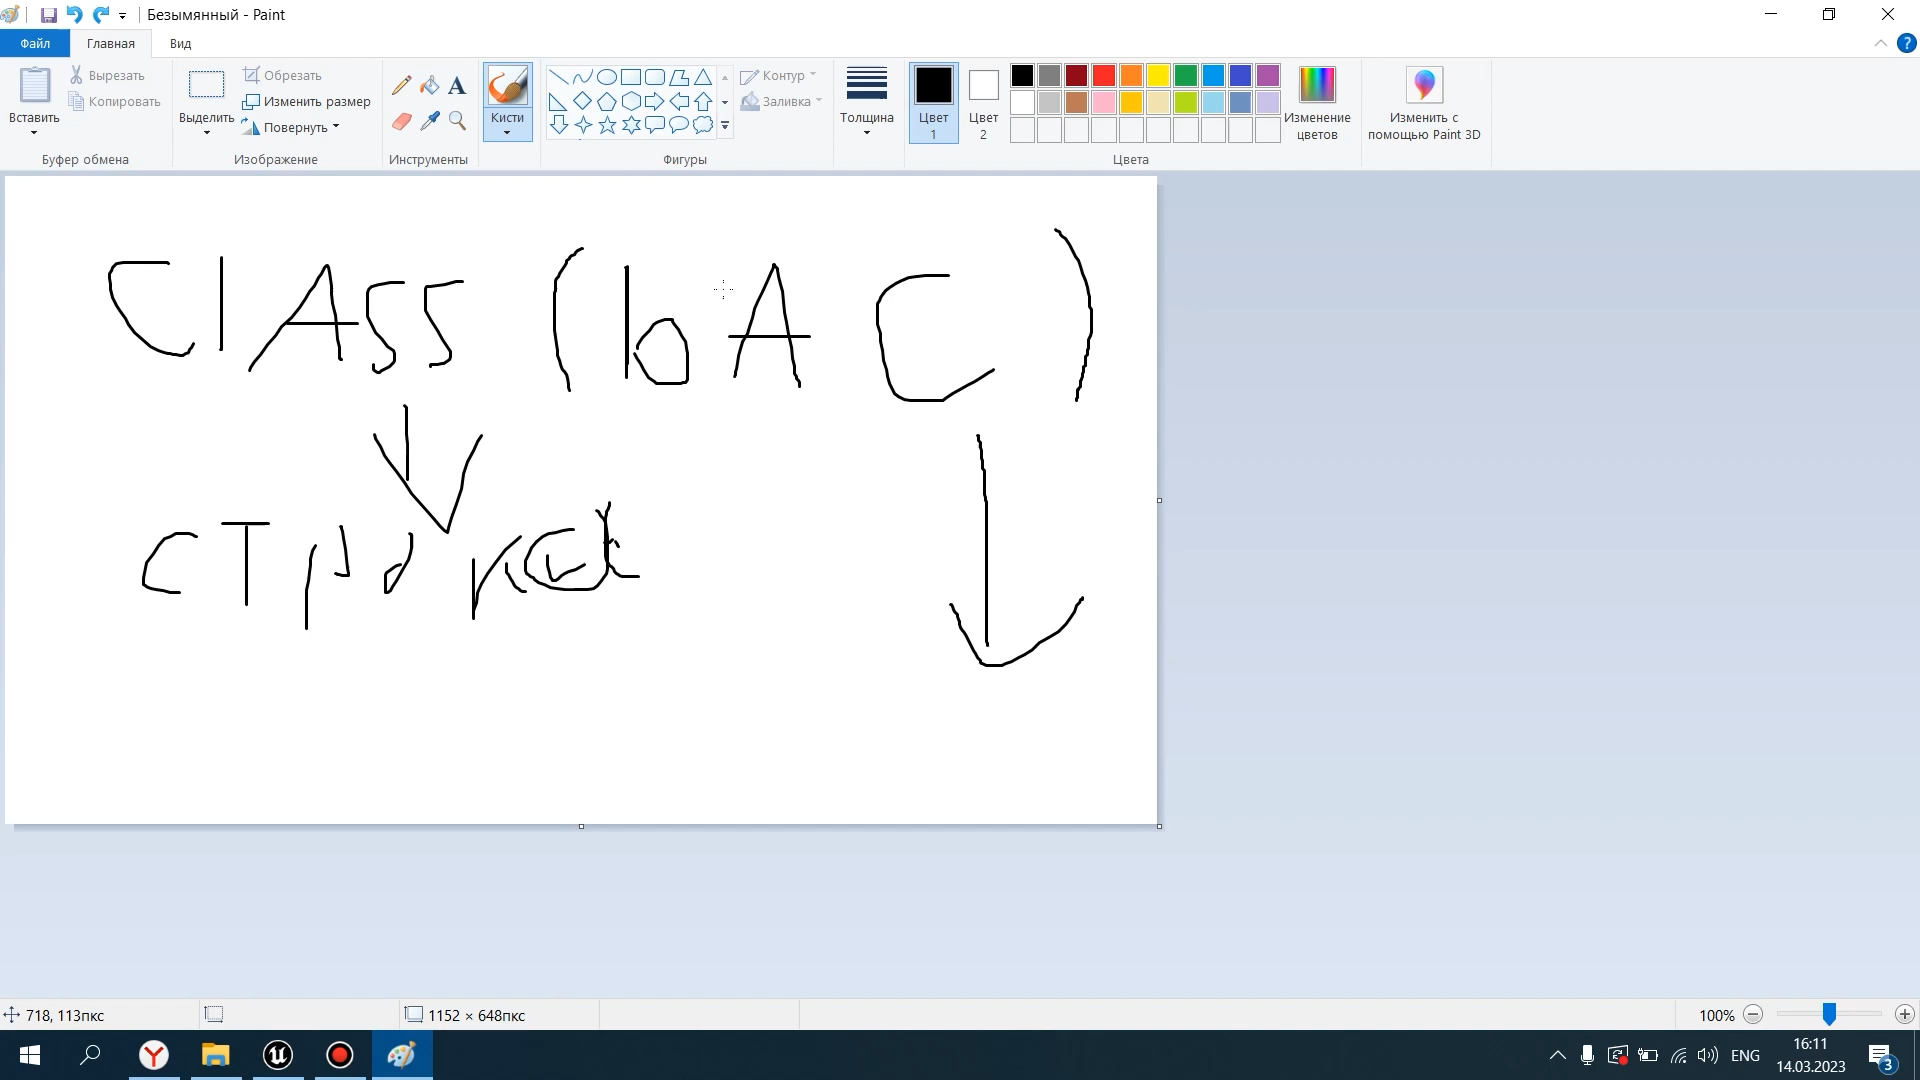 Безымянный - Paint
Файл Главная Вид
Вставить
Вырезать
Копировать
Буфер обмена
Выделить
Обрезать
Изменить размер
Повернуть
Изображение
Инструменты
Кисти
Фигуры
Контур
Заливка
Толщина
Цвет 1
Цвет 2
Изменение цветов
Цвета
Изменить с помощью Paint 3D
ClASS (bAC)
718, 113пкс
1152 × 648пкс
100%
ENG
16:11
14.03.2023
3